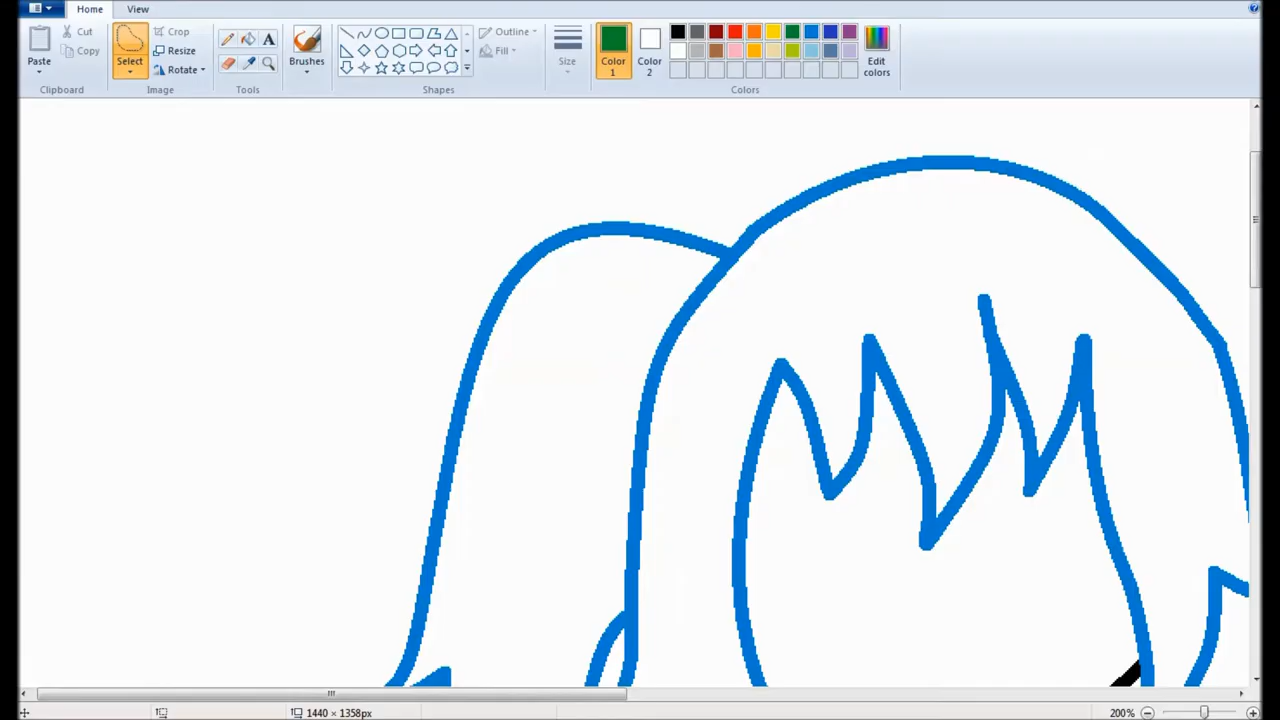 Home View
Paste
Cut
Copy
Clipboard
Select
Crop
Resize
Rotate
Image
A
Tools
Brushes
Outline
Fill
Shapes
Size
Color
1
Color
2
Edit
colors
Colors
1440 × 1358px
200%